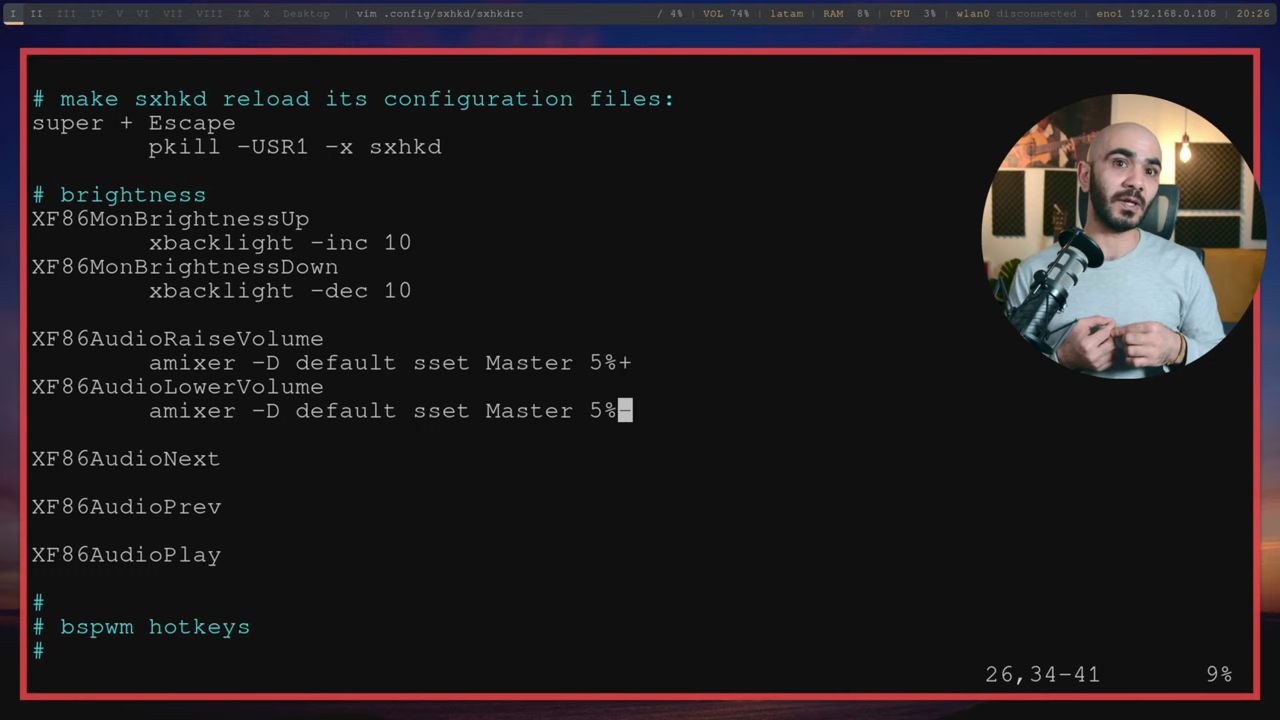 I II III IV V VI VII VIII IX X Desktop | vim .config/sxhkd/sxhkdrc / 4% | VOL 74% | latam | RAM 8% | CPU 3% | wlan0 disconnected | eno1 192.168.0.108 | 20:26
# make sxhkd reload its configuration files:
super + Escape
pkill -USR1 -x sxhkd
# brightness
XF86MonBrightnessUp
xbacklight -inc 10
XF86MonBrightnessDown
xbacklight -dec 10
XF86AudioRaiseVolume
amixer -D default sset Master 5%+
XF86AudioLowerVolume
amixer -D default sset Master 5%-
XF86AudioNext
XF86AudioPrev
XF86AudioPlay
#
# bspwm hotkeys
#
26,34-41 9%